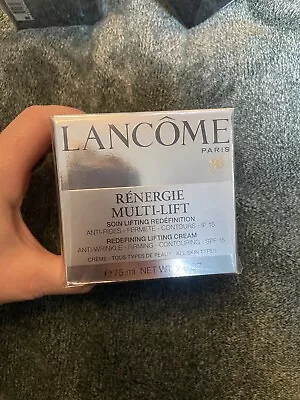 LANCÔME
PARIS
RÉNERGIE
MULTI-LIFT
SOIN LIFTING REDÉFINITION
ANTI-RIDES - FERMETÉ - CONTOURS - IP 15
REDEFINING LIFTING CREAM
ANTI-WRINKLE - FIRMING - CONTOURING - SPF 15
CRÈME - TOUS TYPES DE PEAUX - ALL SKIN TYPES
e 75 ml NET WT.